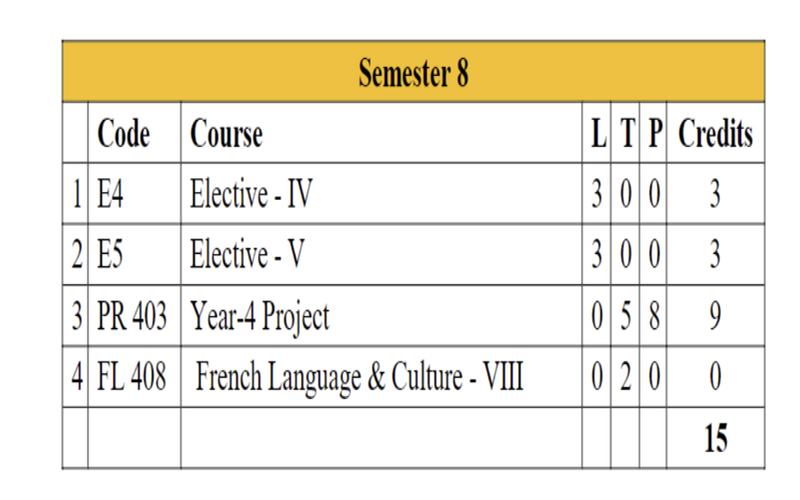 Semester 8
Code Course L T P Credits
1 E4 Elective - IV 3 0 0 3
2 E5 Elective - V 3 0 0 3
3 PR 403 Year-4 Project 0 5 8 9
4 FL 408 French Language & Culture - VIII 0 2 0 0
15